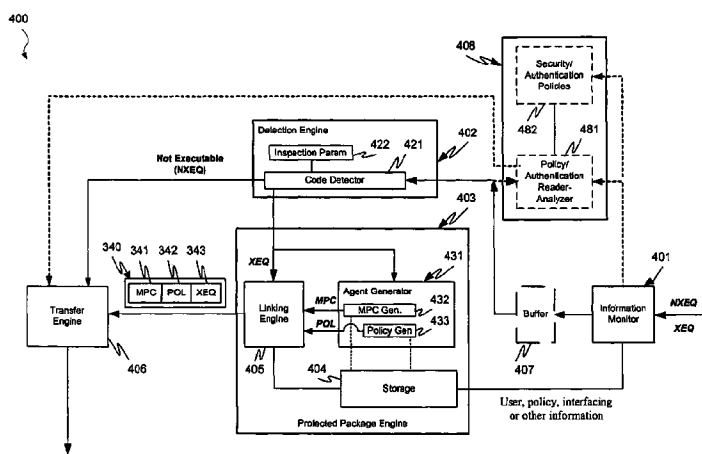 400
408
Security/
Authentication
Policies
482
481
Policy/
Authentication
Reader-
Analyzer
Detection Engine
Inspection Param
422
421
402
Code Detector
Not Executable
(NXEQ)
403
XEQ
340
341
342
343
MPC
POL
XEQ
431
Agent Generator
MPC
MPC Gen.
432
POL
Policy Gen
433
Linking
Engine
405
Transfer
Engine
406
404
Storage
Protected Package Engine
401
Buffer
407
Information
Monitor
NXEQ
XEQ
User, policy, interfacing
or other information